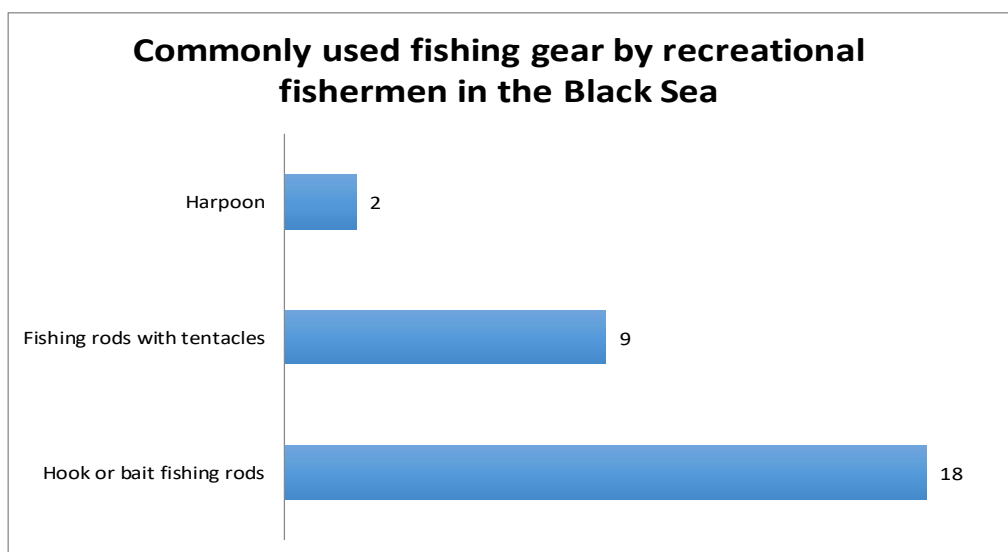 Commonly used fishing gear by recreational
fishermen in the Black Sea
Harpoon
2
Fishing rods with tentacles
9
Hook or bait fishing rods
18